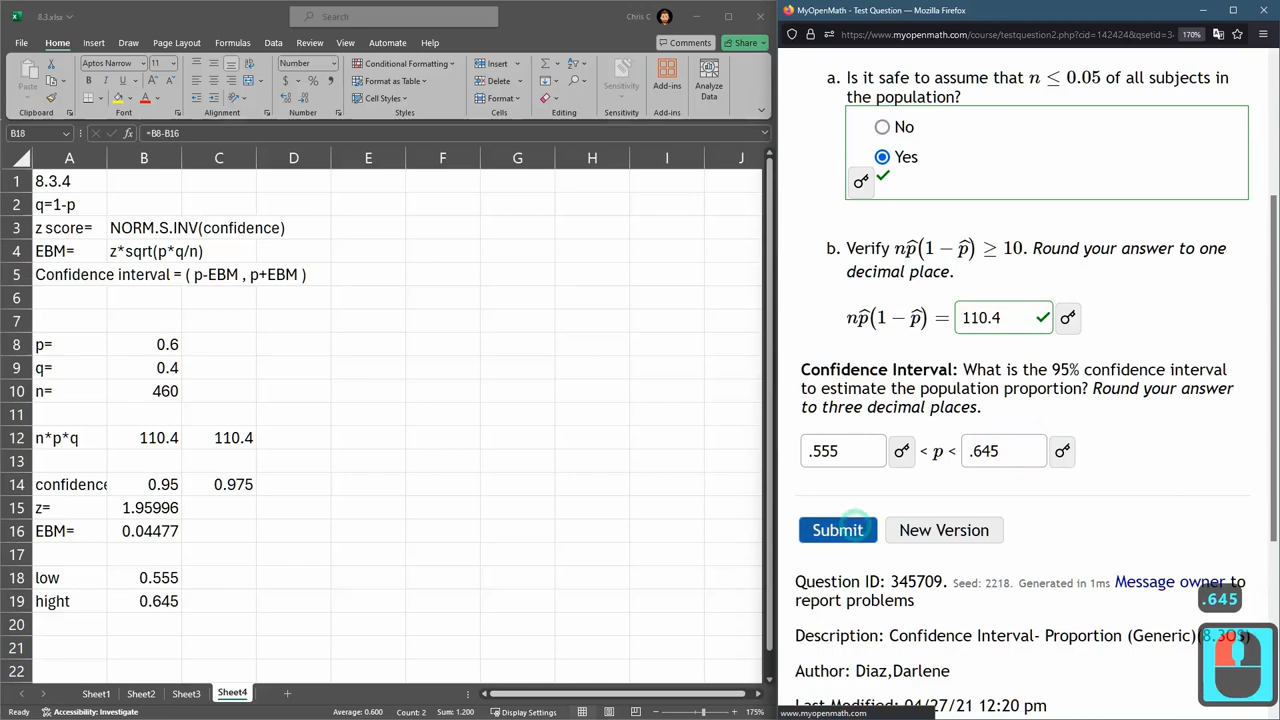 8.3.xlsx
Search
Chris C
File Home Insert Draw Page Layout Formulas Data Review View Automate Help Comments Share
Paste
Aptos Narrow 11
B I U
Number
Conditional Formatting
Format as Table
Cell Styles
Insert
Delete
Format
Sensitivity
Add-ins
Analyze Data
Clipboard Font Alignment Number Styles Cells Editing Sensitivity Add-ins
B18 fx =B8-B16
A B C D E F G H I J
1 8.3.4
2 q=1-p
3 z score= NORM.S.INV(confidence)
4 EBM= z*sqrt(p*q/n)
5 Confidence interval = ( p-EBM , p+EBM )
6
7
8 p= 0.6
9 q= 0.4
10 n= 460
11
12 n*p*q 110.4 110.4
13
14 confidence 0.95 0.975
15 z= 1.95996
16 EBM= 0.04477
17
18 low 0.555
19 hight 0.645
20
21
22
Sheet1 Sheet2 Sheet3 Sheet4
Ready Accessibility: Investigate Average: 0.600 Count: 2 Sum: 1.200 Display Settings 175%
MyOpenMath - Test Question — Mozilla Firefox
https://www.myopenmath.com/course/testquestion2.php?cid=142424&qsetid=3 170%
a. Is it safe to assume that n ≤ 0.05 of all subjects in
the population?
No
Yes
b. Verify np̂(1 − p̂) ≥ 10. Round your answer to one
decimal place.
np̂(1 − p̂) = 110.4
Confidence Interval: What is the 95% confidence interval
to estimate the population proportion? Round your answer
to three decimal places.
.555 < p < .645
Submit New Version
Question ID: 345709. Seed: 2218. Generated in 1ms Message owner to
report problems
.645
Description: Confidence Interval- Proportion (Generic)(8.3OS)
Author: Diaz,Darlene
Last Modified: 04/27/21 12:20 pm
www.myopenmath.com